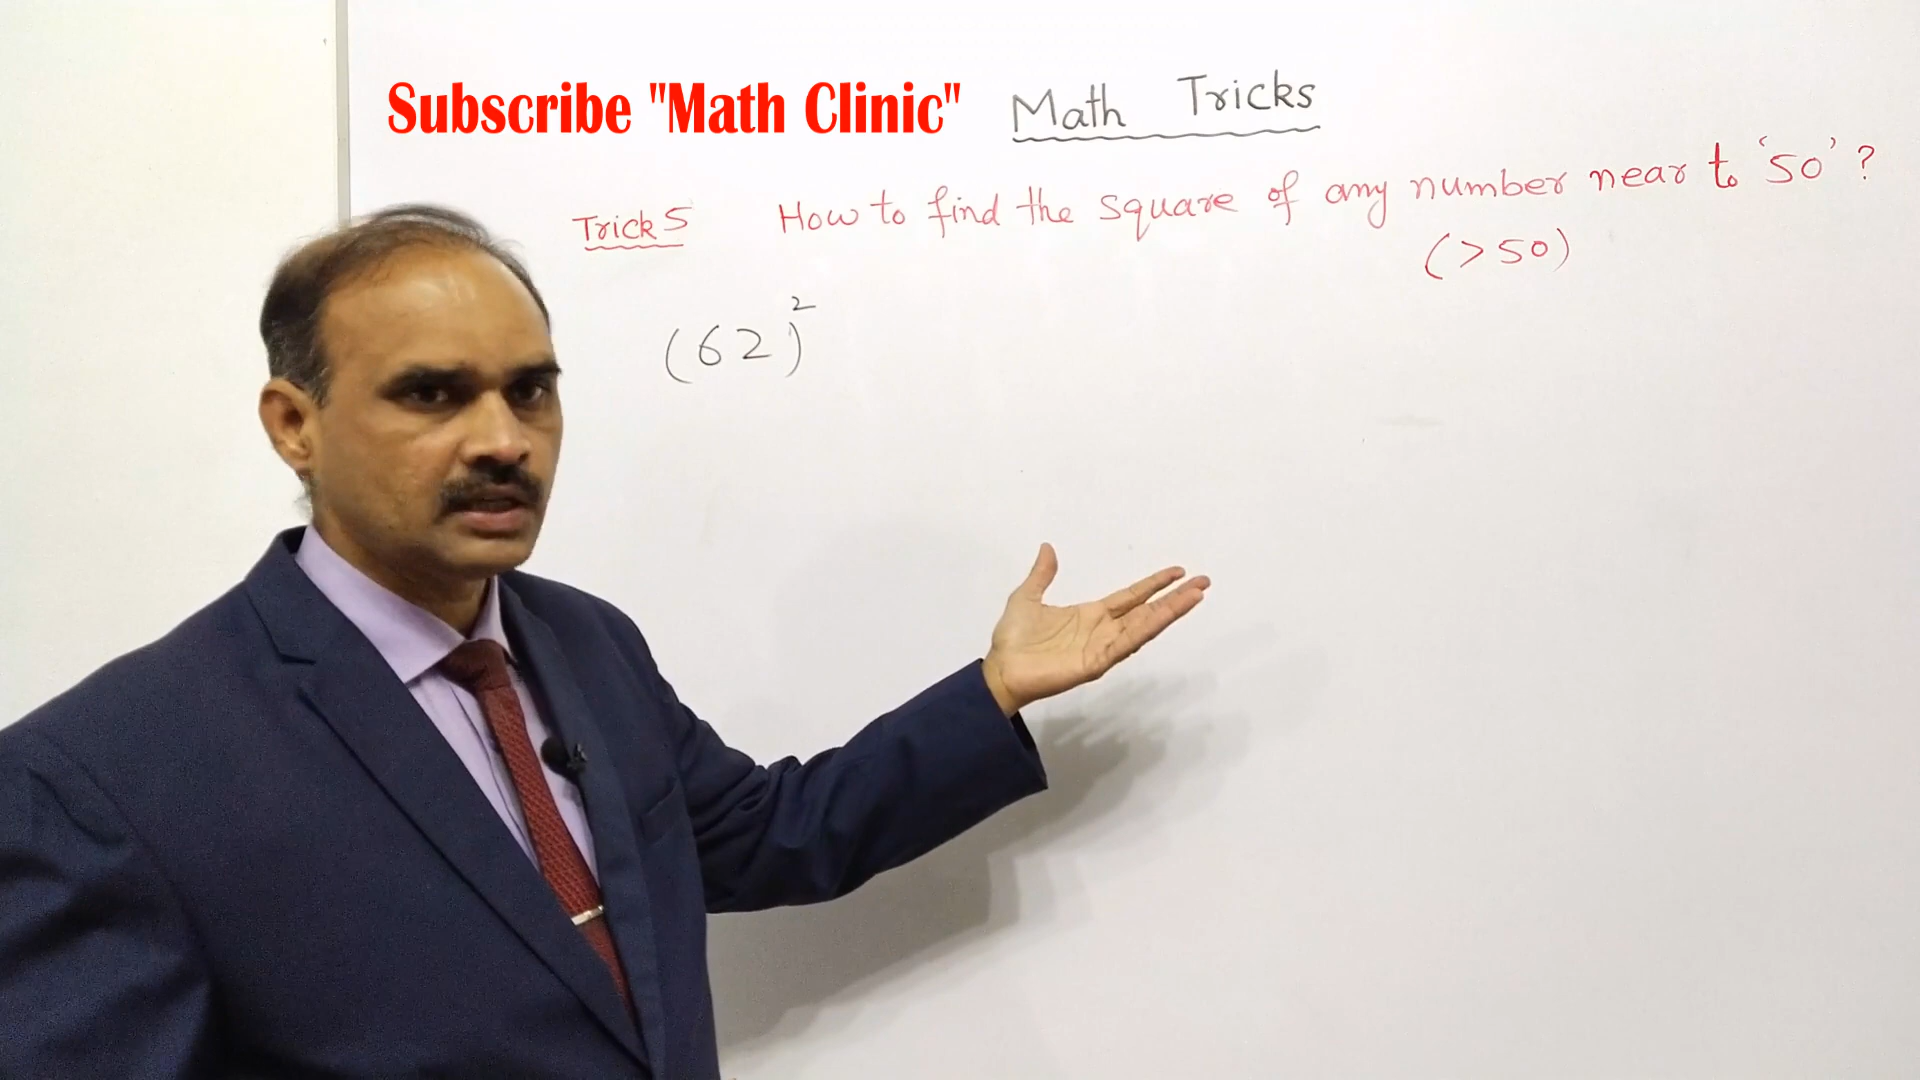 Subscribe "Math Clinic"
Math Tricks
Trick 5 How to find the square of any number near to '50' ?
(> 50)
(62)²